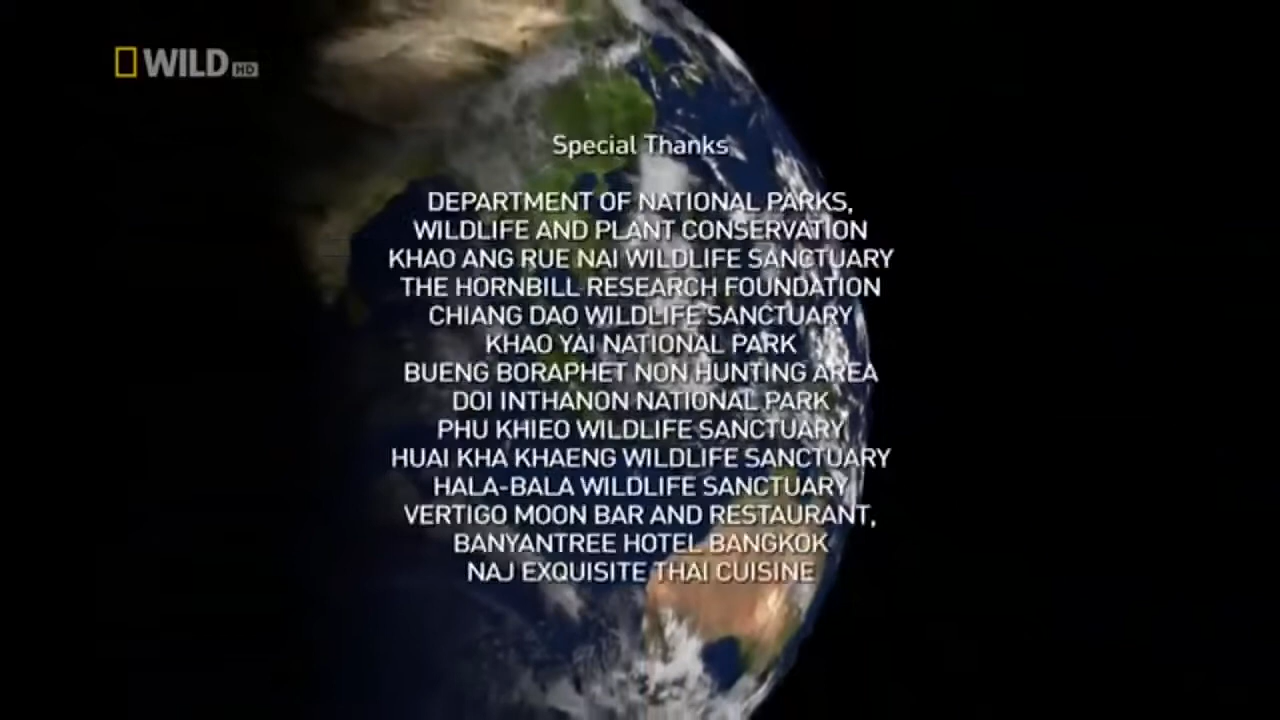 WILD HD
Special Thanks
DEPARTMENT OF NATIONAL PARKS,
WILDLIFE AND PLANT CONSERVATION
KHAO ANG RUE NAI WILDLIFE SANCTUARY
THE HORNBILL RESEARCH FOUNDATION
CHIANG DAO WILDLIFE SANCTUARY
KHAO YAI NATIONAL PARK
BUENG BORAPHET NON HUNTING AREA
DOI INTHANON NATIONAL PARK
PHU KHIEO WILDLIFE SANCTUARY
HUAI KHA KHAENG WILDLIFE SANCTUARY
HALA-BALA WILDLIFE SANCTUARY
VERTIGO MOON BAR AND RESTAURANT,
BANYANTREE HOTEL BANGKOK
NAJ EXQUISITE THAI CUISINE